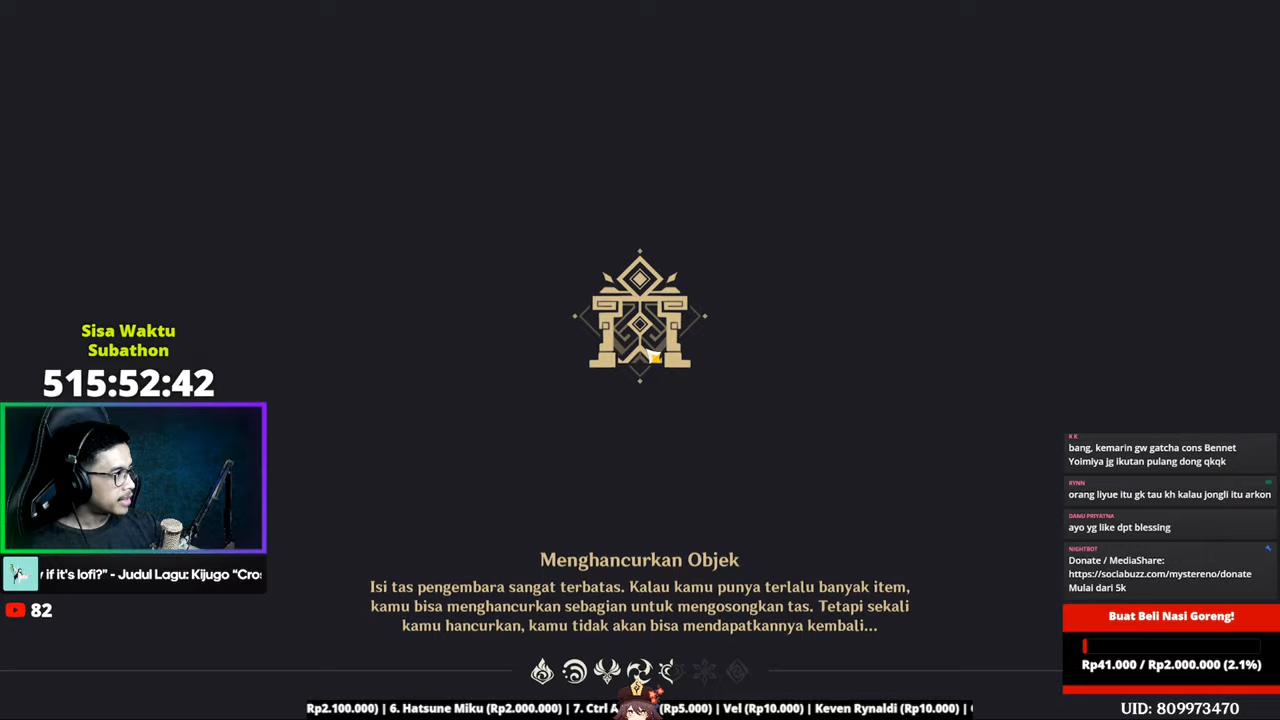 Sisa Waktu
Subathon
515:52:42
if it's lofi?” - Judul Lagu: Kijugo “Cros
82
K K
bang, kemarin gw gatcha cons Bennet
Yoimiya jg ikutan pulang dong qkqk
RYNN
orang liyue itu gk tau kh kalau jongli itu arkon
DANU PRIYATNA
ayo yg like dpt blessing
NIGHTBOT
Donate / MediaShare:
https://sociabuzz.com/mystereno/donate
Mulai dari 5k
Buat Beli Nasi Goreng!
Rp41.000 / Rp2.000.000 (2.1%)
Menghancurkan Objek
Isi tas pengembara sangat terbatas. Kalau kamu punya terlalu banyak item,
kamu bisa menghancurkan sebagian untuk mengosongkan tas. Tetapi sekali
kamu hancurkan, kamu tidak akan bisa mendapatkannya kembali...
Rp2.100.000) | 6. Hatsune Miku (Rp2.000.000) | 7. Ctrl A (Rp5.000) | Vel (Rp10.000) | Keven Rynaldi (Rp10.000) |
UID: 809973470